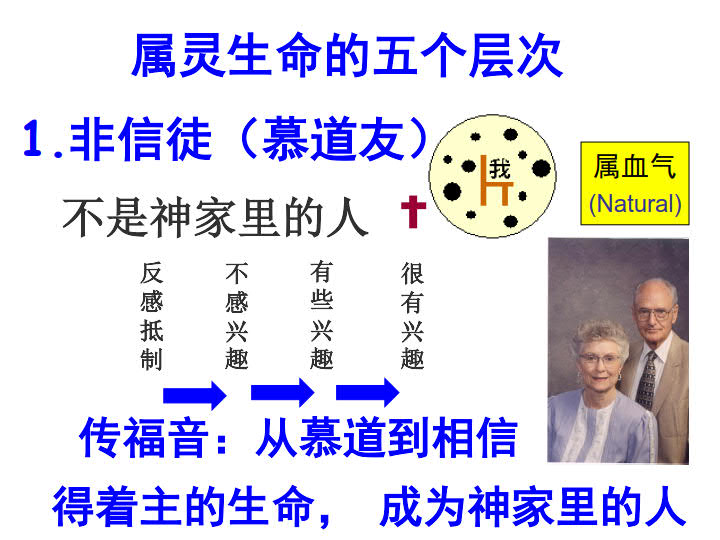 属灵生命的五个层次
1.非信徒（慕道友）
我
属血气
(Natural)
不是神家里的人
反感抵制
不感兴趣
有些兴趣
很有兴趣
传福音：从慕道到相信
得着主的生命， 成为神家里的人